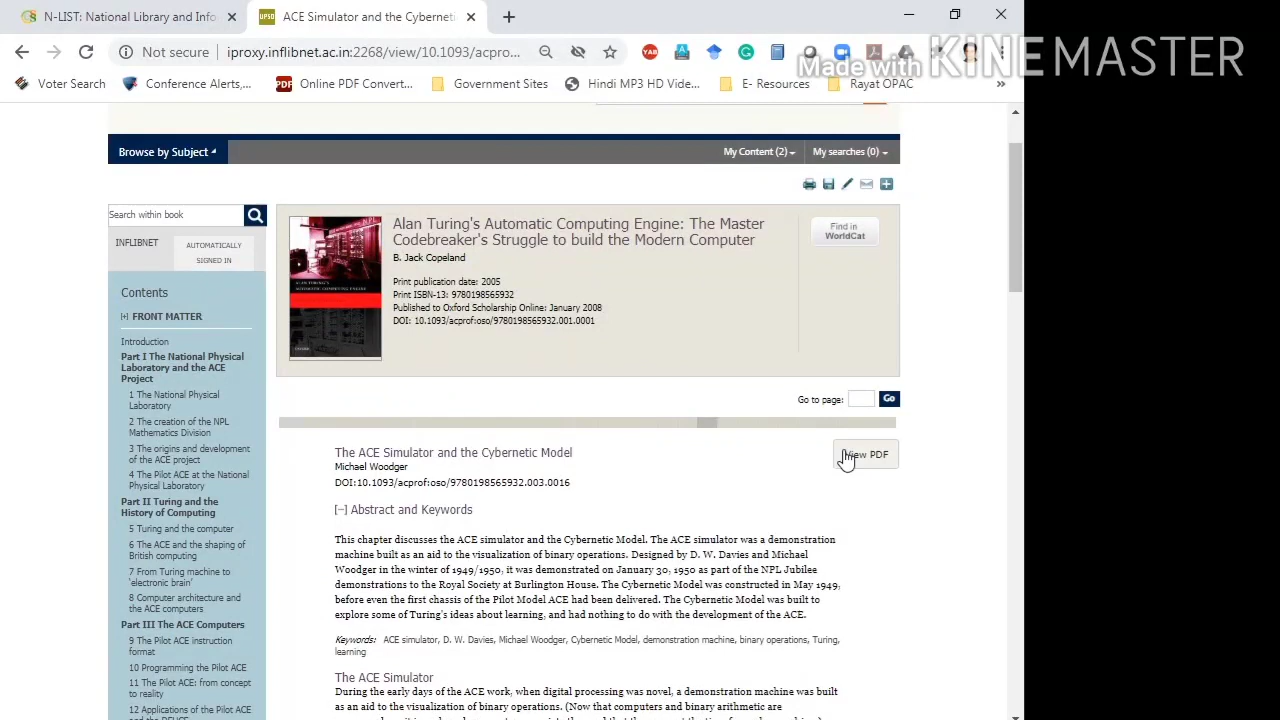 N-LIST: National Library and Info
UPSO
ACE Simulator and the Cyberneti
Not secure
iproxy.inflibnet.ac.in:2268/view/10.1093/acpro...
YAB
Made with KINEMASTER
Voter Search
Conference Alerts,...
PDF
Online PDF Convert...
Government Sites
Hindi MP3 HD Vide...
E- Resources
Rayat OPAC
»
Browse by Subject
My Content (2)
My searches (0)
Search within book
INFLIBNET
AUTOMATICALLY
SIGNED IN
Alan Turing's Automatic Computing Engine: The Master
Codebreaker's Struggle to build the Modern Computer
B. Jack Copeland
Print publication date: 2005
Print ISBN-13: 9780198565932
Published to Oxford Scholarship Online: January 2008
DOI: 10.1093/acprof:oso/9780198565932.001.0001
Find in
WorldCat
Contents
[+] FRONT MATTER
Introduction
Part I The National Physical
Laboratory and the ACE
Project
1 The National Physical
Laboratory
2 The creation of the NPL
Mathematics Division
3 The origins and development
of the ACE project
4 The Pilot ACE at the National
Physical Laboratory
Part II Turing and the
History of Computing
5 Turing and the computer
6 The ACE and the shaping of
British computing
7 From Turing machine to
'electronic brain'
8 Computer architecture and
the ACE computers
Part III The ACE Computers
9 The Pilot ACE instruction
format
10 Programming the Pilot ACE
11 The Pilot ACE: from concept
to reality
12 Applications of the Pilot ACE
Go to page:
Go
The ACE Simulator and the Cybernetic Model
View PDF
Michael Woodger
DOI:10.1093/acprof:oso/9780198565932.003.0016
[−] Abstract and Keywords
This chapter discusses the ACE simulator and the Cybernetic Model. The ACE simulator was a demonstration
machine built as an aid to the visualization of binary operations. Designed by D. W. Davies and Michael
Woodger in the winter of 1949/1950, it was demonstrated on January 30, 1950 as part of the NPL Jubilee
demonstrations to the Royal Society at Burlington House. The Cybernetic Model was constructed in May 1949,
before even the first chassis of the Pilot Model ACE had been delivered. The Cybernetic Model was built to
explore some of Turing's ideas about learning, and had nothing to do with the development of the ACE.
Keywords: ACE simulator, D. W. Davies, Michael Woodger, Cybernetic Model, demonstration machine, binary operations, Turing,
learning
The ACE Simulator
During the early days of the ACE work, when digital processing was novel, a demonstration machine was built
as an aid to the visualization of binary operations. (Now that computers and binary arithmetic are